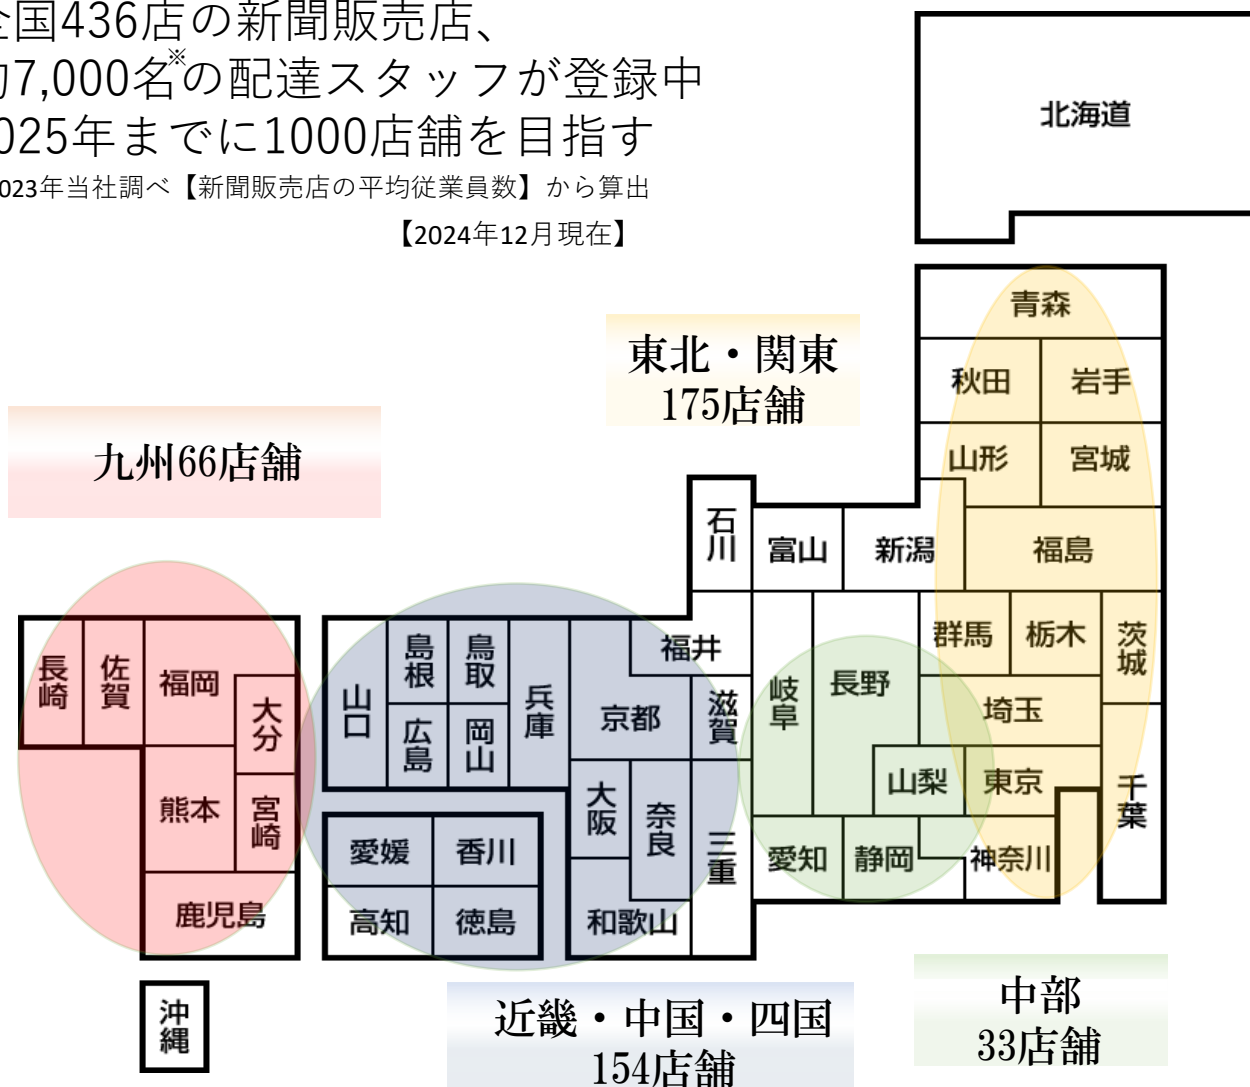 国436店の新聞販売店、
7,000名※の配達スタッフが登録中
025年までに1000店舗を目指す
023年当社調べ【新聞販売店の平均従業員数】から算出
【2024年12月現在】
北海道
青森
東北・関東
175店舗
秋田
岩手
九州66店舗
山形
宮城
石川
富山
新潟
福島
長崎
佐賀
福岡
大分
山口
島根
鳥取
兵庫
福井
京都
滋賀
岐阜
長野
群馬
栃木
茨城
埼玉
広島
岡山
熊本
宮崎
大阪
奈良
三重
山梨
東京
千葉
愛媛
香川
愛知
静岡
神奈川
鹿児島
高知
徳島
和歌山
沖縄
近畿・中国・四国
154店舗
中部
33店舗